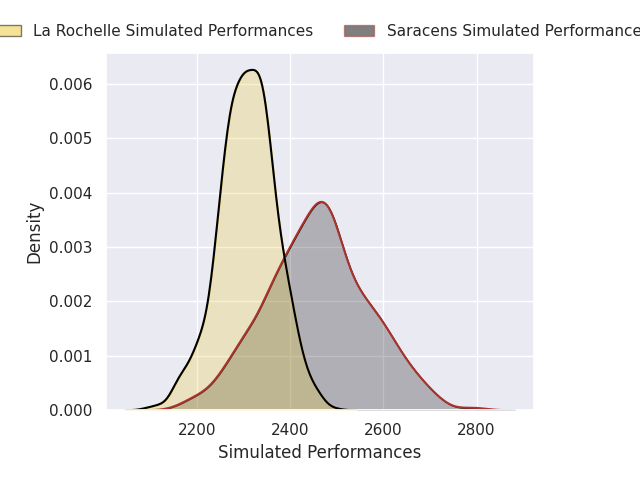 La Rochelle Simulated Performances
Saracens Simulated Performance
0.006
0.005
0.004
0.003
0.002
0.001
0.000
Density
2200 2400 2600 2800
Simulated Performances